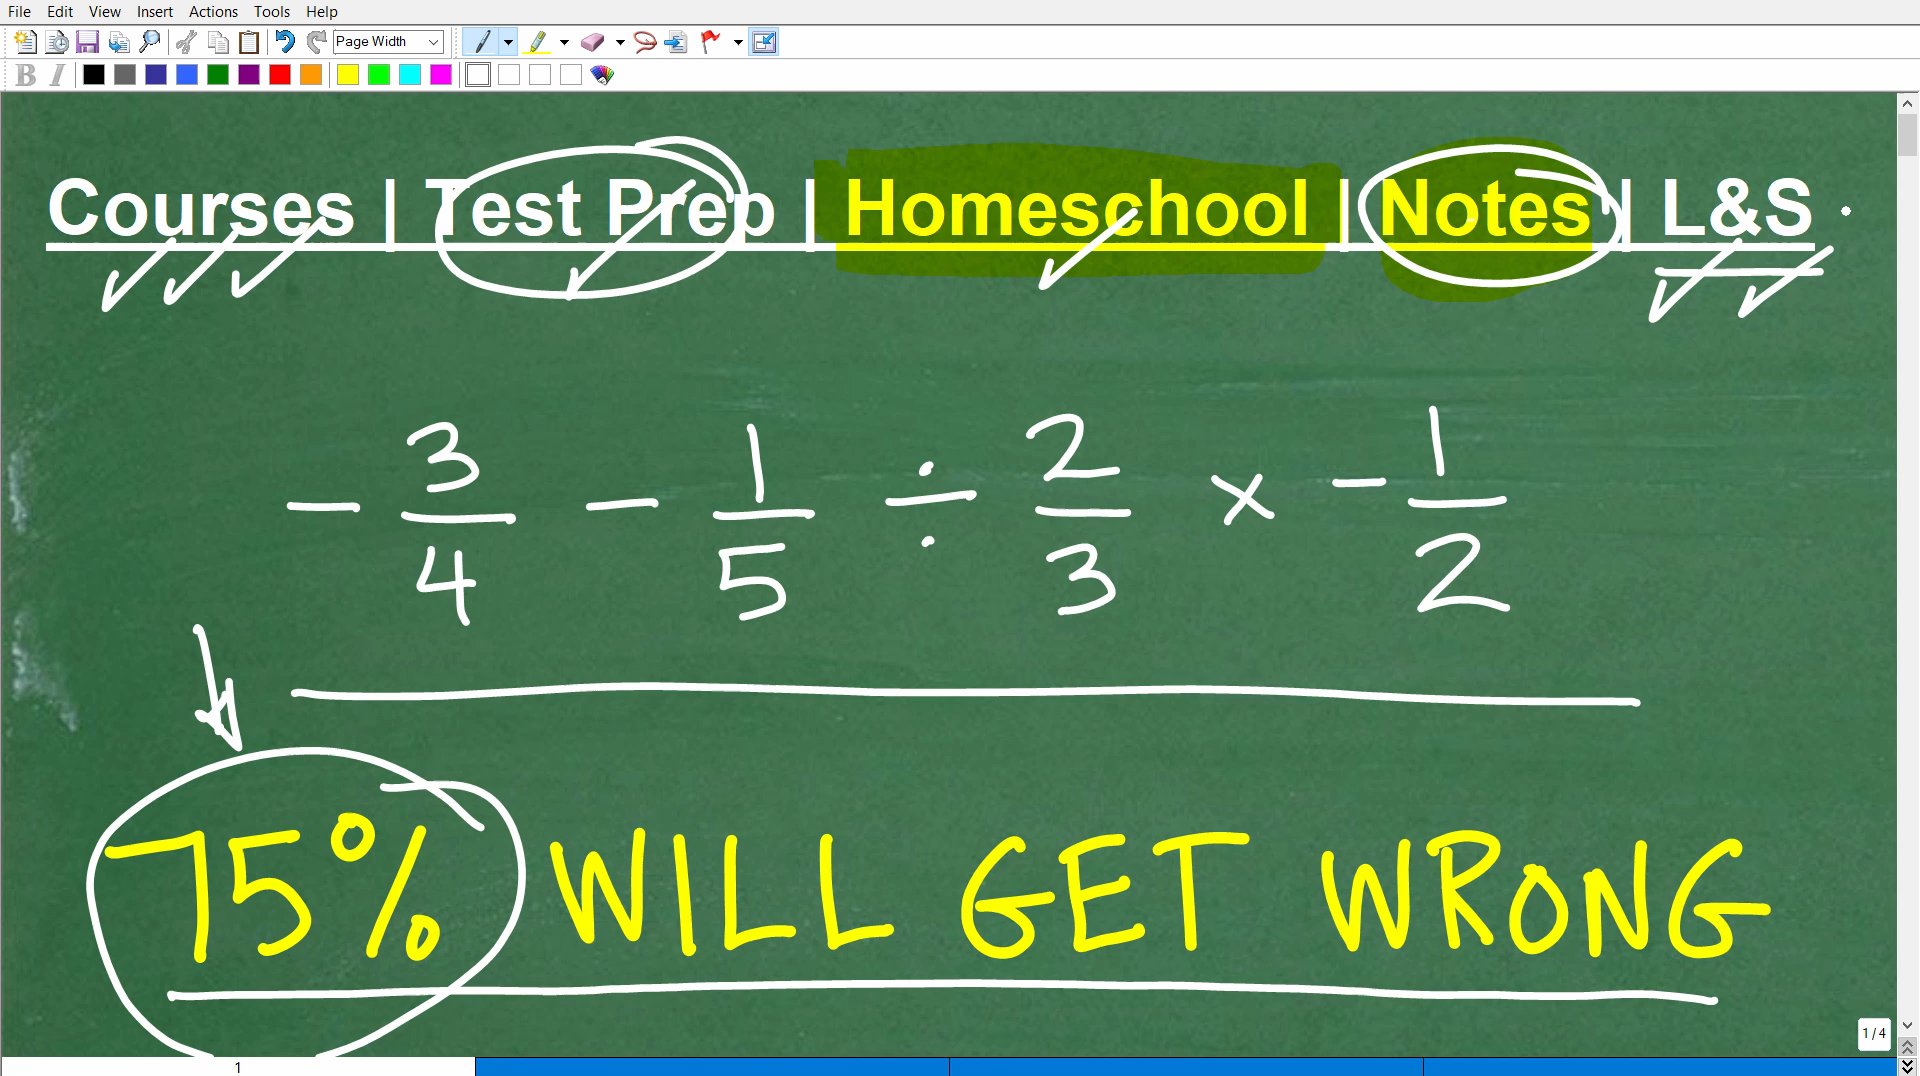 File Edit View Insert Actions Tools Help
Page Width
B I
Courses | Test Prep | Homeschool | Notes | L&S
- 3/4 - 1/5 ÷ 2/3 × - 1/2
75% WILL GET WRONG
1 / 4
1